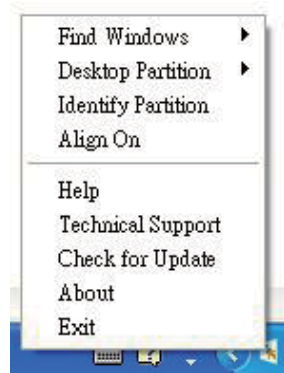 Find Windows
Desktop Partition
Identify Partition
Align On
Help
Technical Support
Check for Update
About
Exit